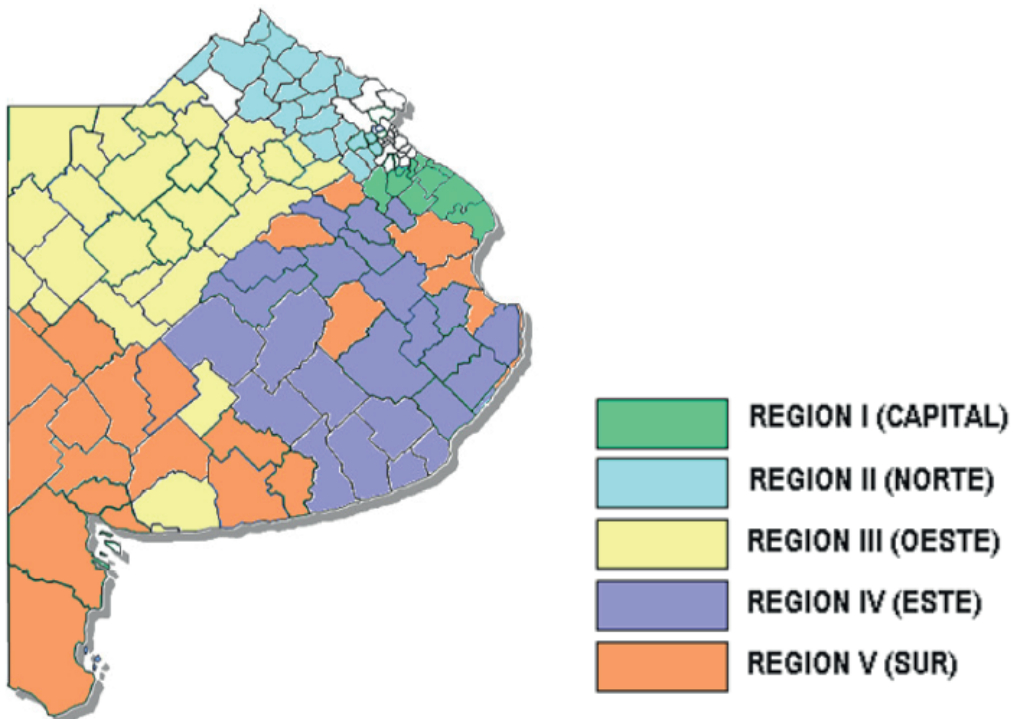 REGION I (CAPITAL)
REGION II (NORTE)
REGION III (OESTE)
REGION IV (ESTE)
REGION V (SUR)